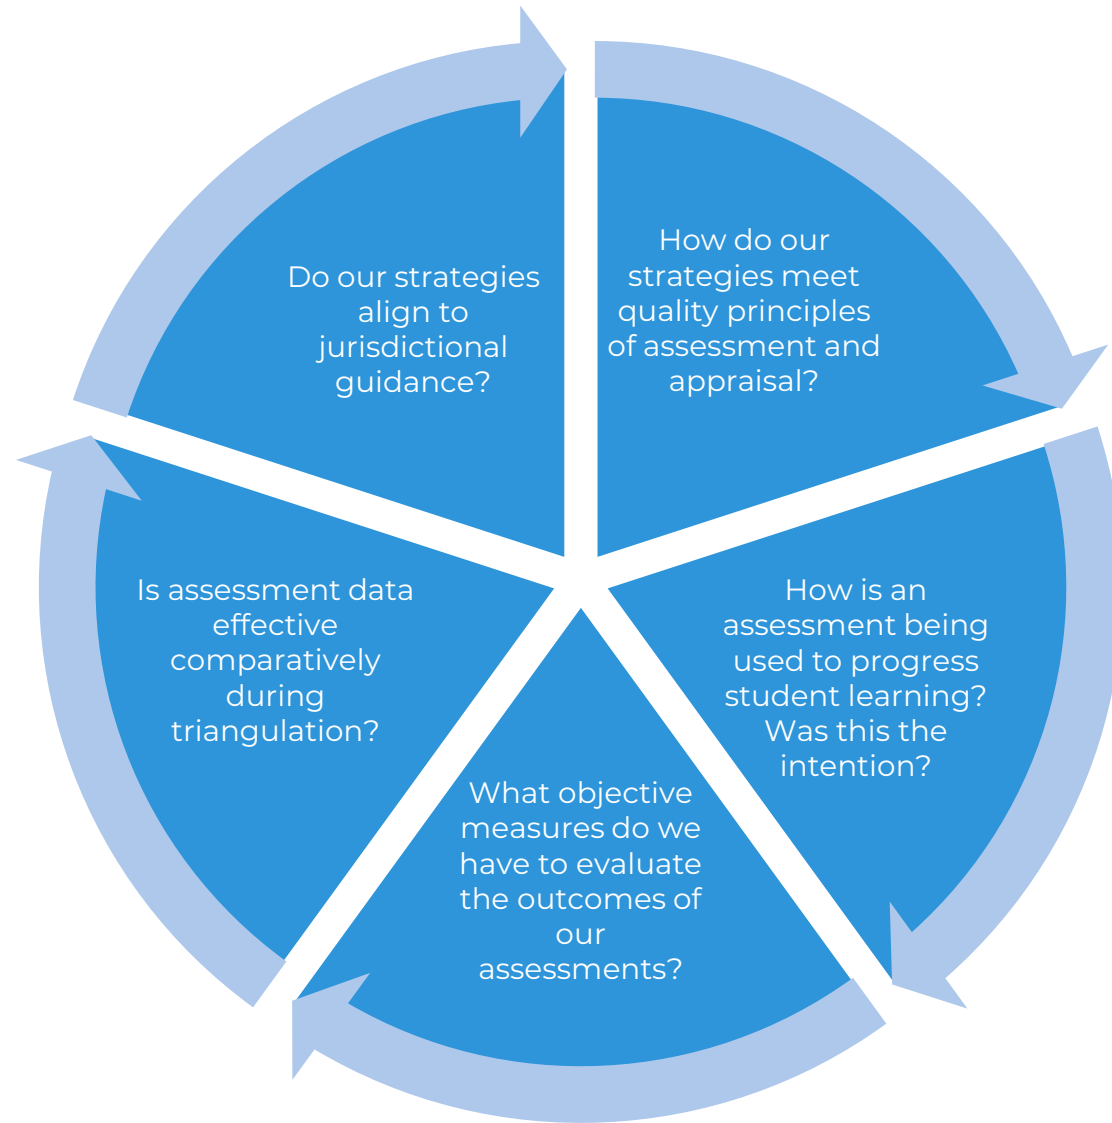 How do our
strategies meet
quality principles
of assessment and
appraisal?
How is an
assessment being
used to progress
student learning?
Was this the
intention?
What objective
measures do we
have to evaluate
the outcomes of
our
assessments?
Is assessment data
effective
comparatively
during
triangulation?
Do our strategies
align to
jurisdictional
guidance?